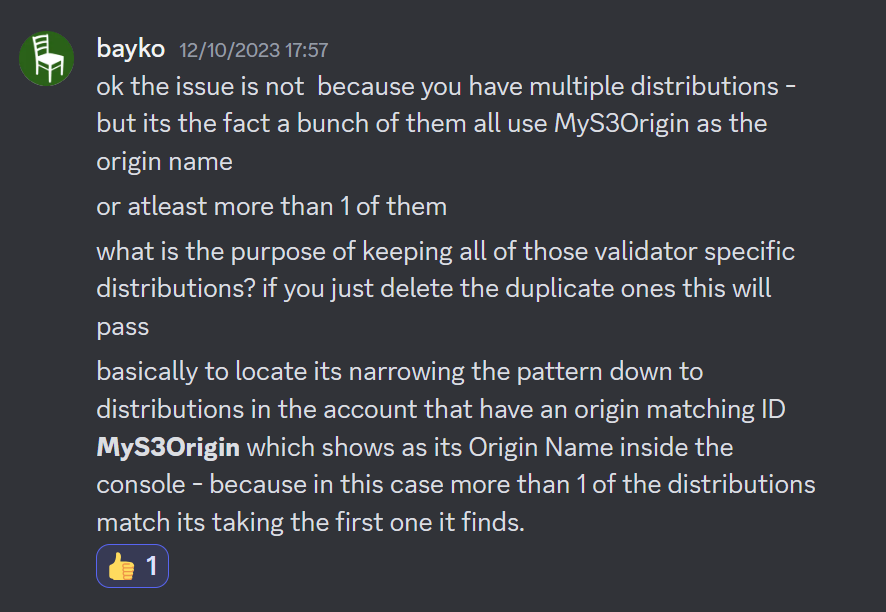 bayko 12/10/2023 17:57
ok the issue is not  because you have multiple distributions -
but its the fact a bunch of them all use MyS3Origin as the
origin name
or atleast more than 1 of them
what is the purpose of keeping all of those validator specific
distributions? if you just delete the duplicate ones this will
pass
basically to locate its narrowing the pattern down to
distributions in the account that have an origin matching ID
MyS3Origin which shows as its Origin Name inside the
console - because in this case more than 1 of the distributions
match its taking the first one it finds.
👍 1